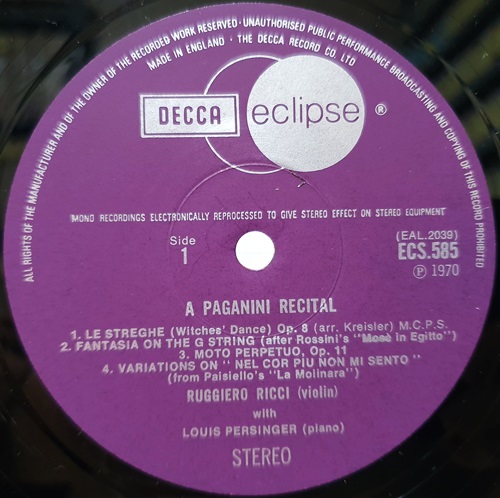 ALL RIGHTS OF THE MANUFACTURER AND OF THE OWNER OF THE RECORDED WORK RESERVED · UNAUTHORISED PUBLIC PERFORMANCE BROADCASTING AND COPYING OF THIS RECORD PROHIBITED
MADE IN ENGLAND · THE DECCA RECORD CO. LTD
DECCA eclipse ®
MONO RECORDINGS ELECTRONICALLY REPROCESSED TO GIVE STEREO EFFECT ON STEREO EQUIPMENT
Side
1
(EAL.2039)
ECS.585
Ⓟ 1970
A PAGANINI RECITAL
1. LE STREGHE (Witches' Dance) Op. 8 (arr. Kreisler) M.C.P.S.
2. FANTASIA ON THE G STRING (after Rossini's "Mosè in Egitto")
3. MOTO PERPETUO, Op. 11
4. VARIATIONS ON " NEL COR PIU NON MI SENTO "
(from Paisiello's "La Molinara")
RUGGIERO RICCI (violin)
with
LOUIS PERSINGER (piano)
STEREO